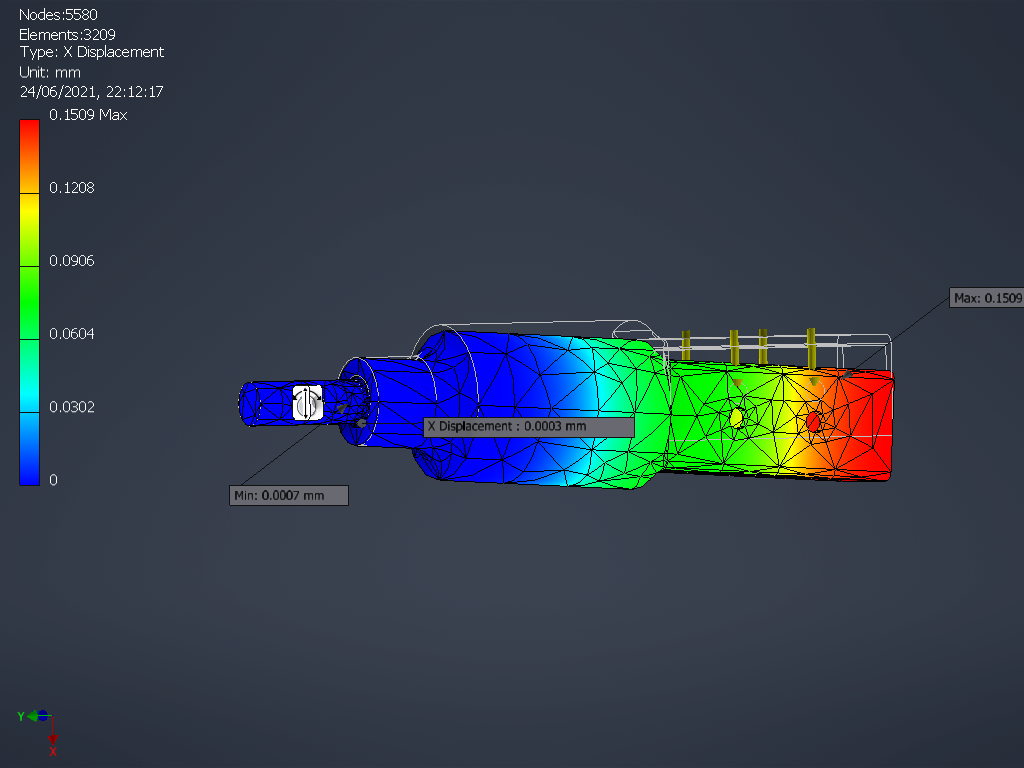 Nodes:5580
Elements:3209
Type: X Displacement
Unit: mm
24/06/2021, 22:12:17
0.1509 Max
0.1208
0.0906
0.0604
0.0302
0
Max: 0.1509
X Displacement : 0.0003 mm
Min: 0.0007 mm
Y
X